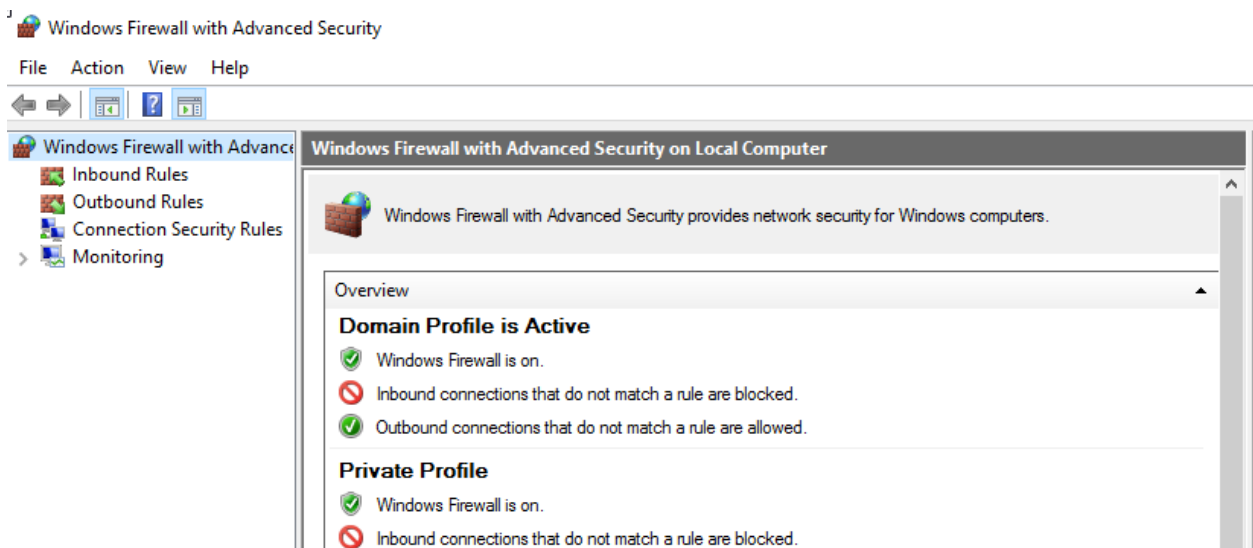 Windows Firewall with Advanced Security
File Action View Help
Windows Firewall with Advance
Inbound Rules
Outbound Rules
Connection Security Rules
Monitoring
Windows Firewall with Advanced Security on Local Computer
Windows Firewall with Advanced Security provides network security for Windows computers.
Overview
Domain Profile is Active
Windows Firewall is on.
Inbound connections that do not match a rule are blocked.
Outbound connections that do not match a rule are allowed.
Private Profile
Windows Firewall is on.
Inbound connections that do not match a rule are blocked.